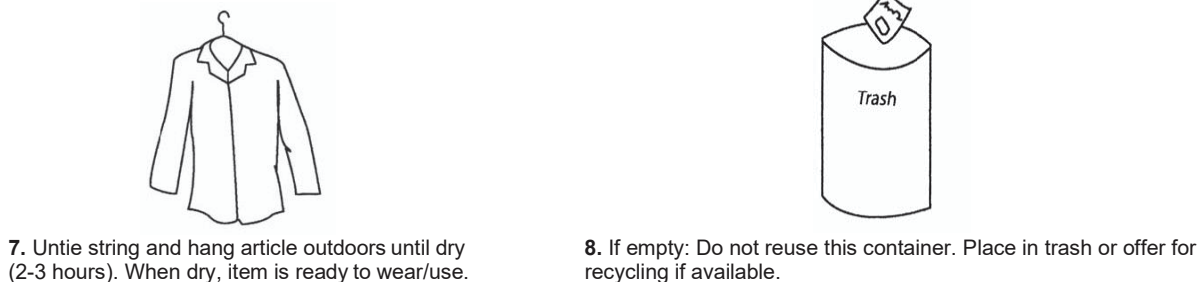 Trash
7. Untie string and hang article outdoors until dry
(2-3 hours). When dry, item is ready to wear/use.
8. If empty: Do not reuse this container. Place in trash or offer for
recycling if available.